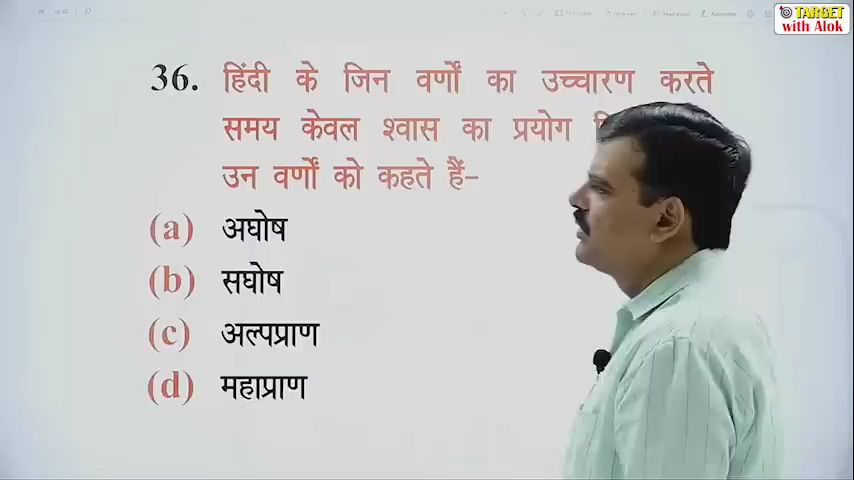 TARGET
with Alok
36. हिंदी के जिन वर्णों का उच्चारण करते
समय केवल श्वास का प्रयोग
उन वर्णों को कहते हैं–
(a) अघोष
(b) सघोष
(c) अल्पप्राण
(d) महाप्राण